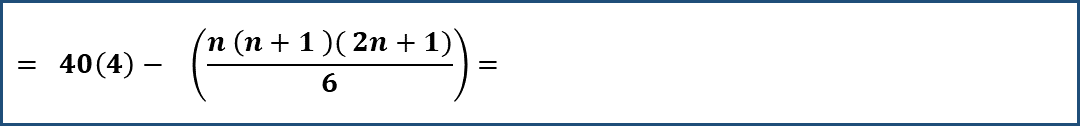 = 40(4) − (n (n + 1 )( 2n + 1) / 6) =